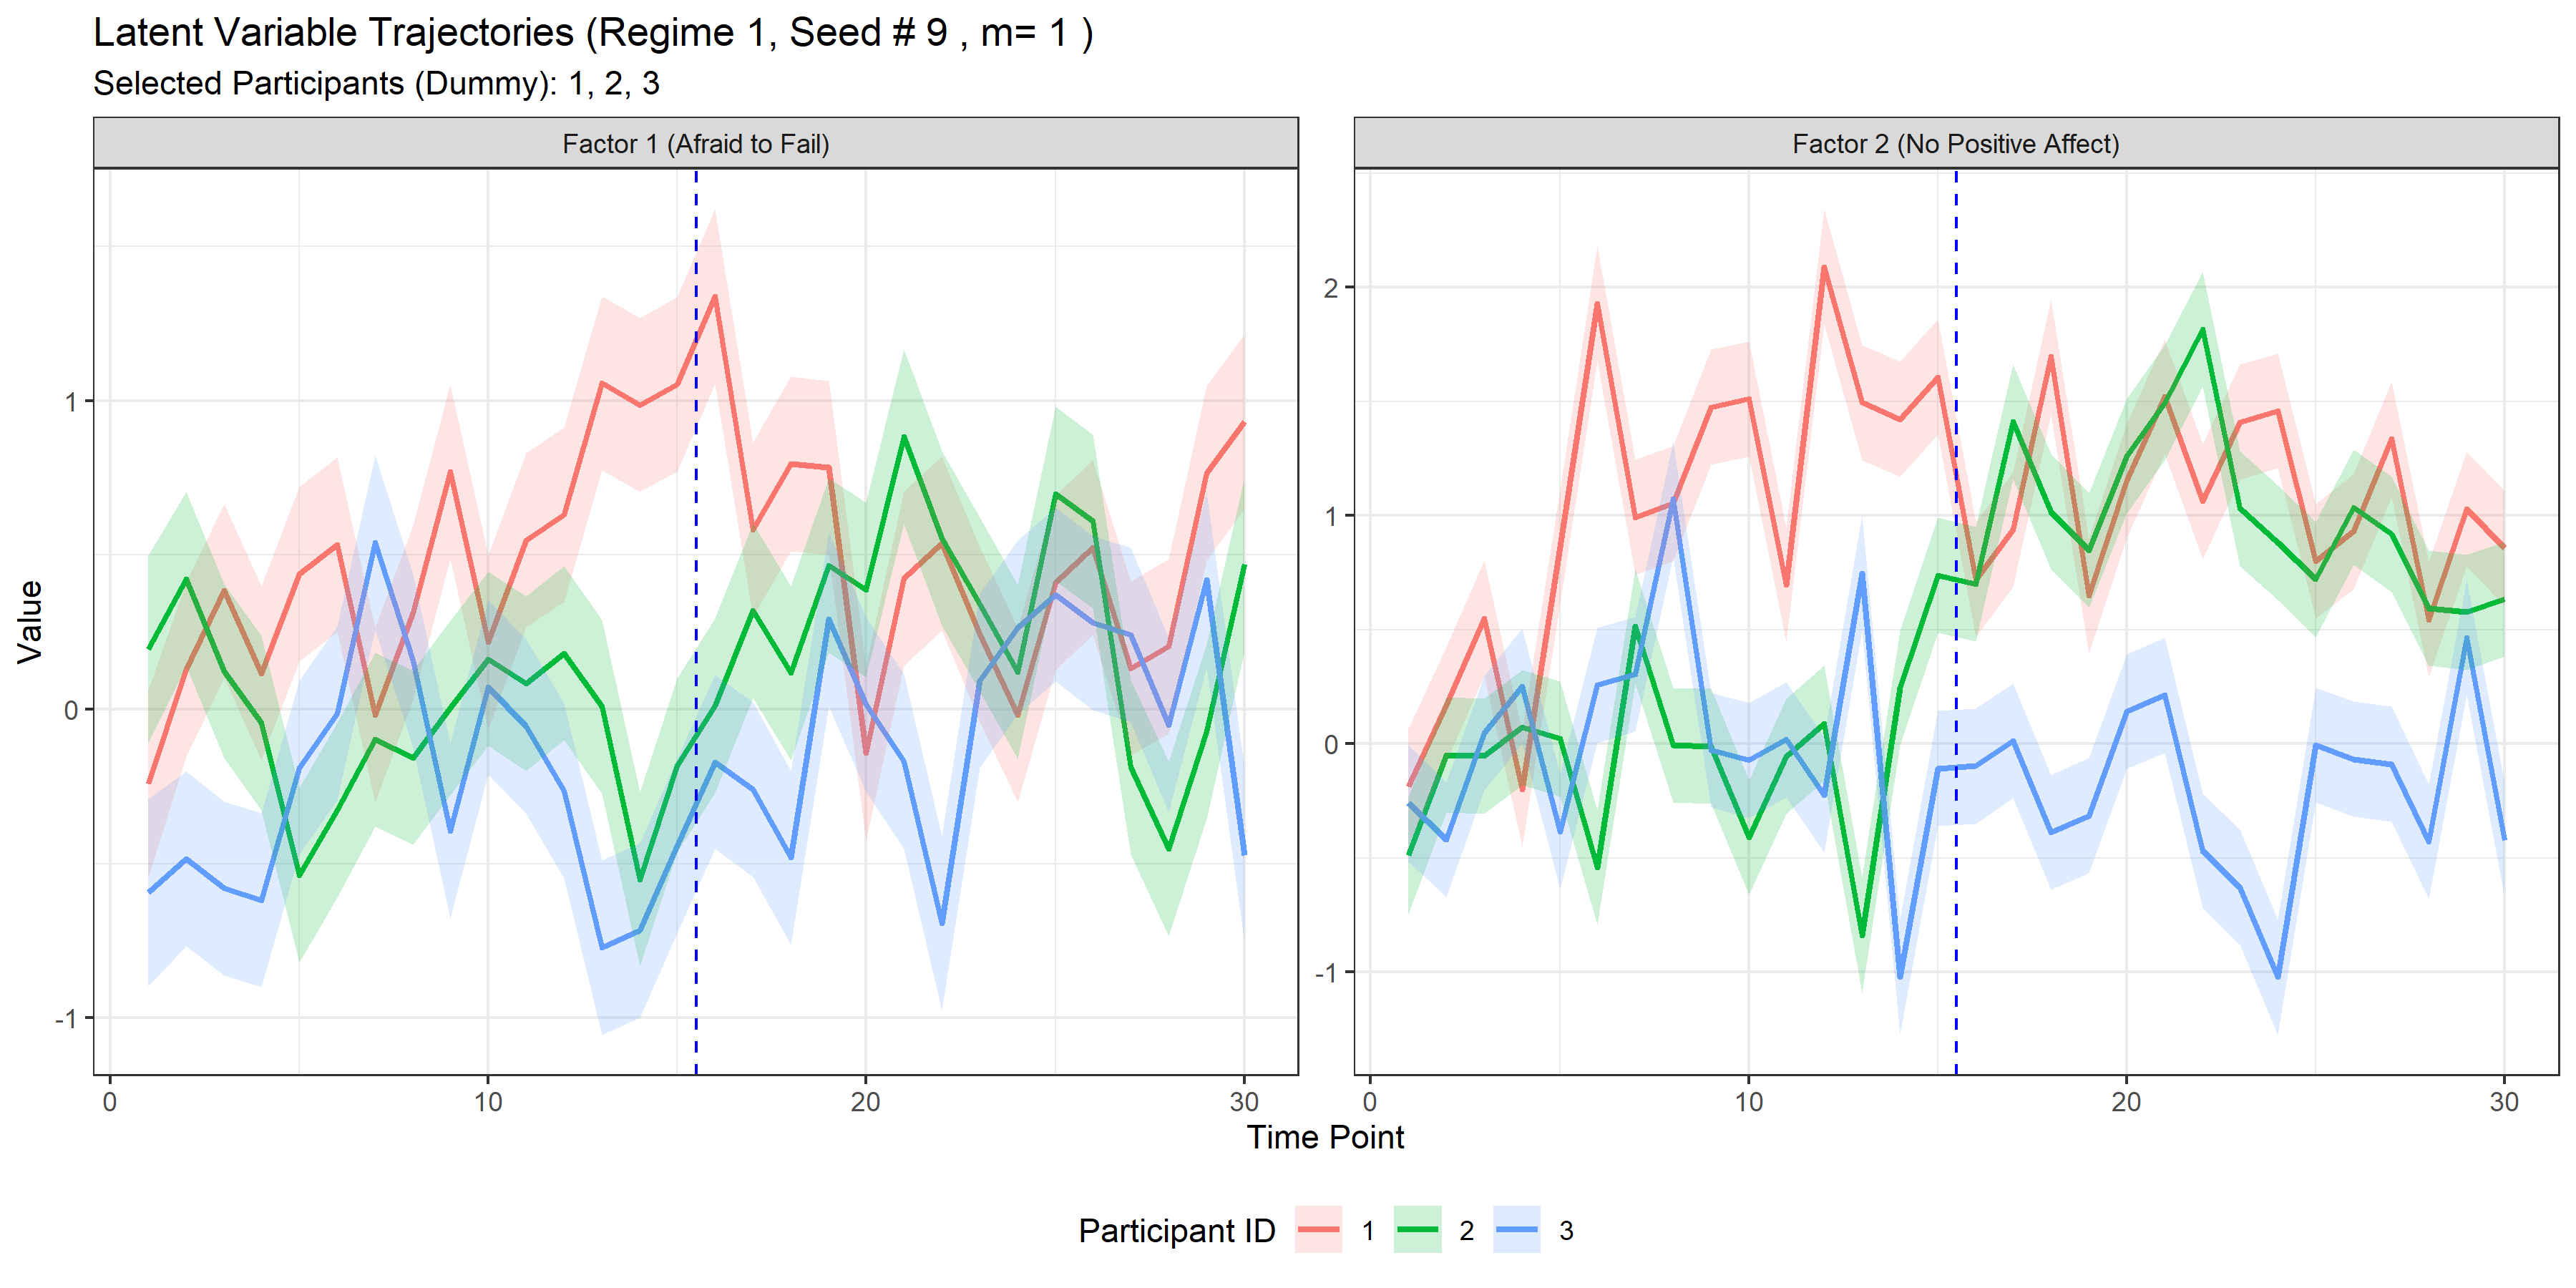 Latent Variable Trajectories (Regime 1, Seed # 9 , m= 1 )
Selected Participants (Dummy): 1, 2, 3
Factor 1 (Afraid to Fail)
Factor 2 (No Positive Affect)
Value
1
0
-1
2
1
0
-1
0 10 20 30
0 10 20 30
Time Point
Participant ID 1 2 3